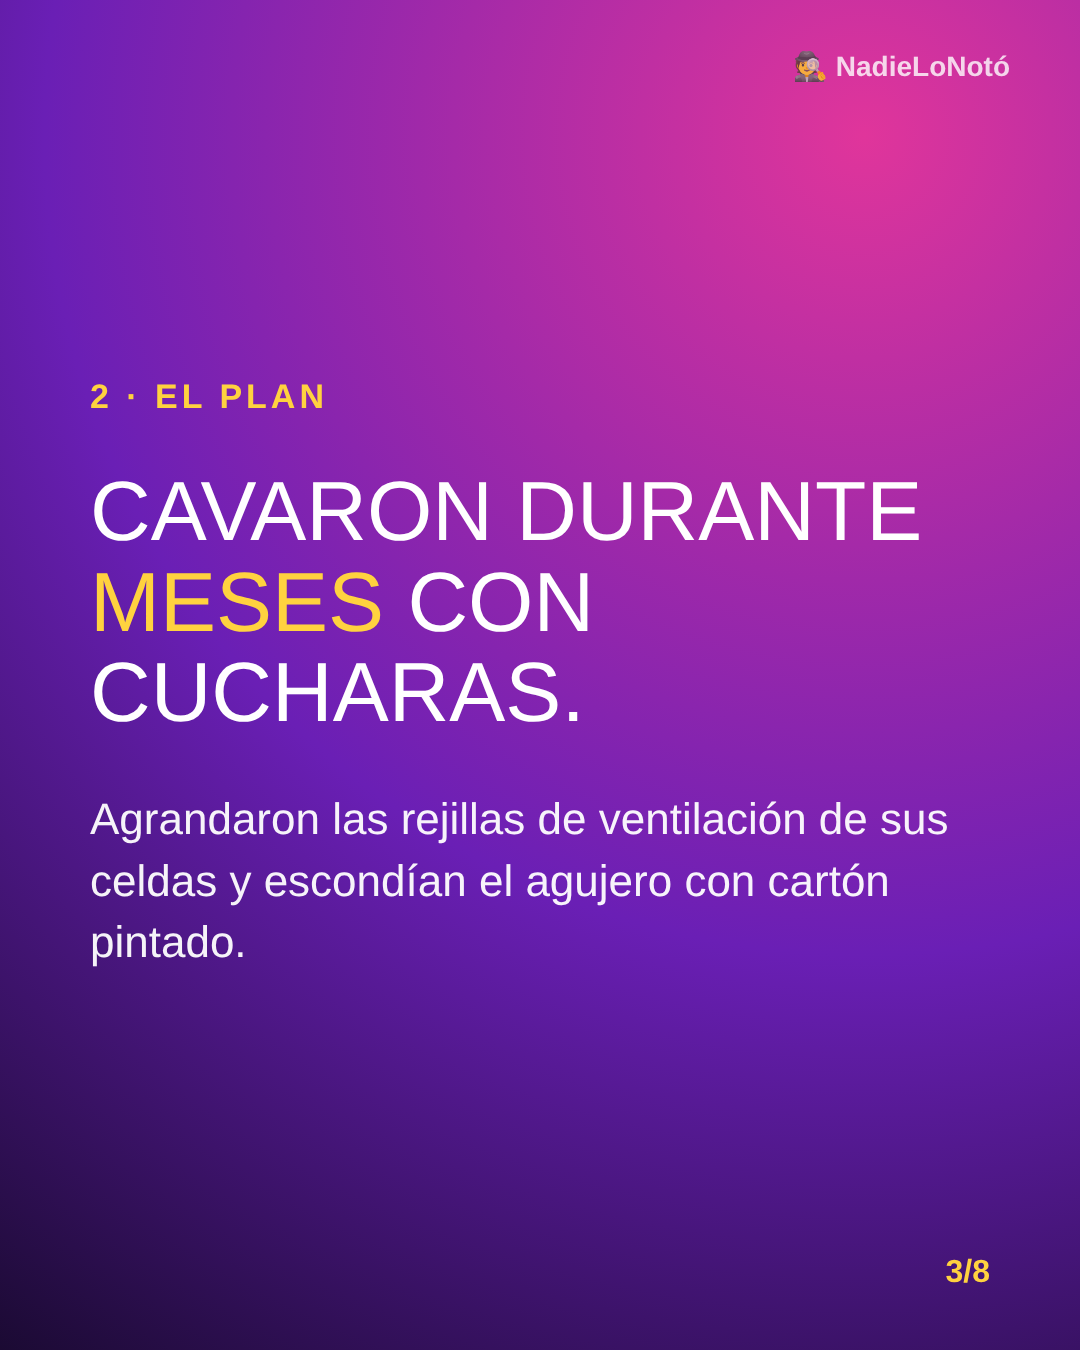 🕵️ NadieLoNotó
2 · EL PLAN
CAVARON DURANTE
MESES CON
CUCHARAS.
Agrandaron las rejillas de ventilación de sus
celdas y escondían el agujero con cartón
pintado.
3/8